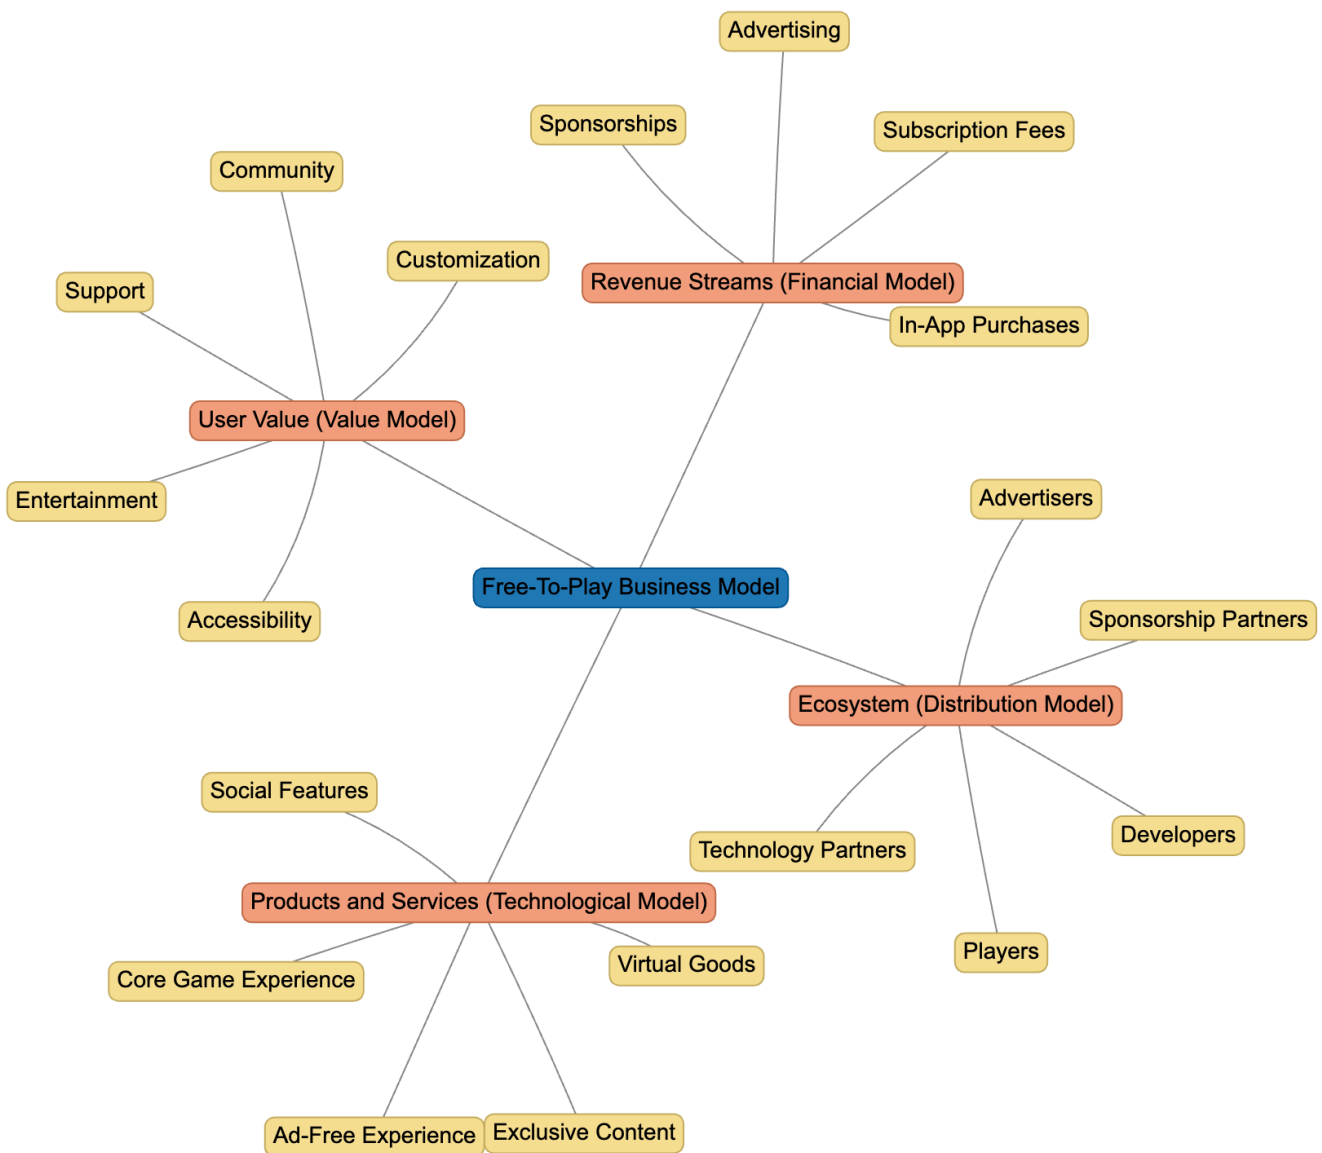 Advertising
Sponsorships
Subscription Fees
Community
Customization
Support
Revenue Streams (Financial Model)
In-App Purchases
User Value (Value Model)
Entertainment
Advertisers
Free-To-Play Business Model
Accessibility
Sponsorship Partners
Ecosystem (Distribution Model)
Social Features
Developers
Technology Partners
Products and Services (Technological Model)
Players
Virtual Goods
Core Game Experience
Ad-Free Experience
Exclusive Content